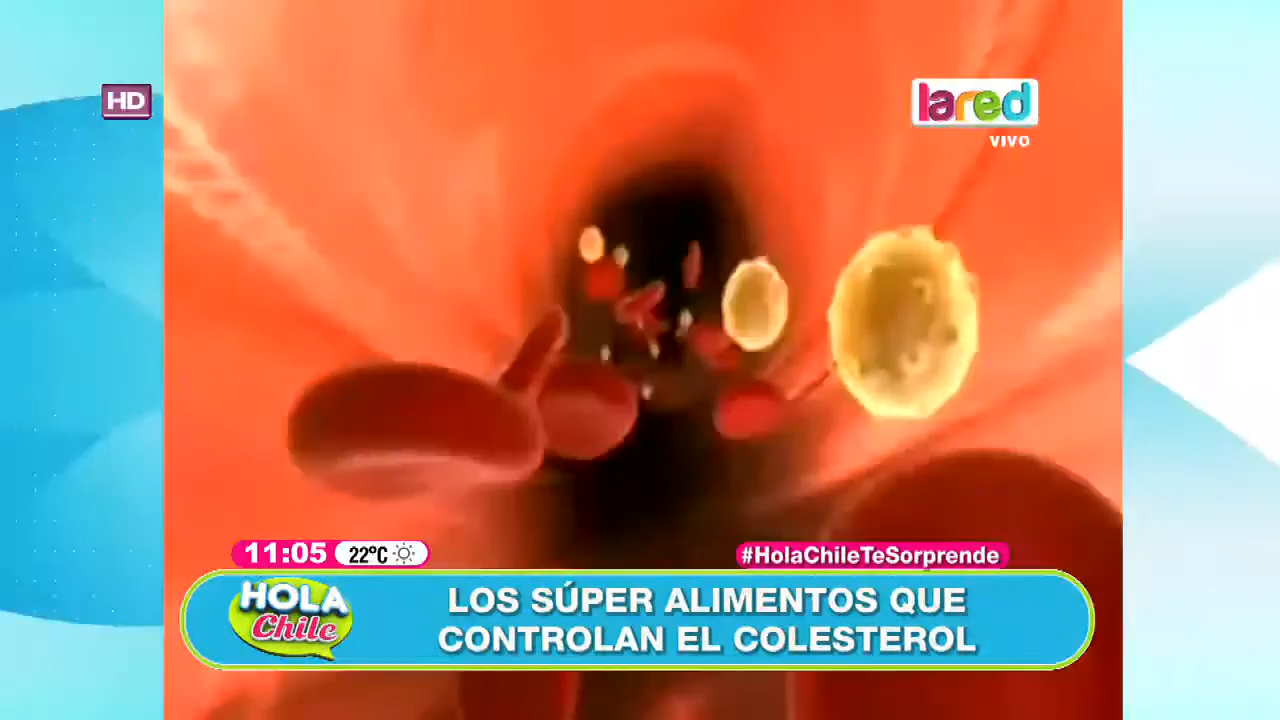 HD
lared
VIVO
11:05 22°C
#HolaChileTeSorprende
HOLA
Chile
LOS SÚPER ALIMENTOS QUE
CONTROLAN EL COLESTEROL